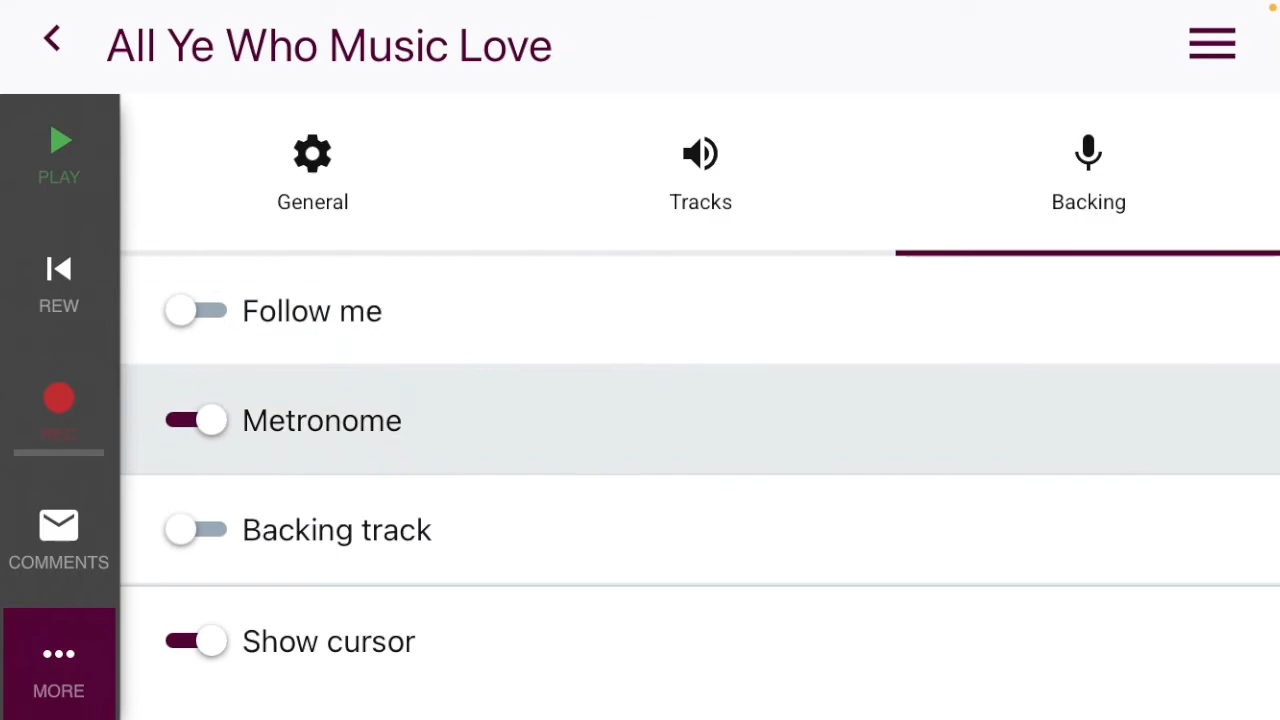 All Ye Who Music Love
PLAY
REW
REC
COMMENTS
MORE
General
Tracks
Backing
Follow me
Metronome
Backing track
Show cursor